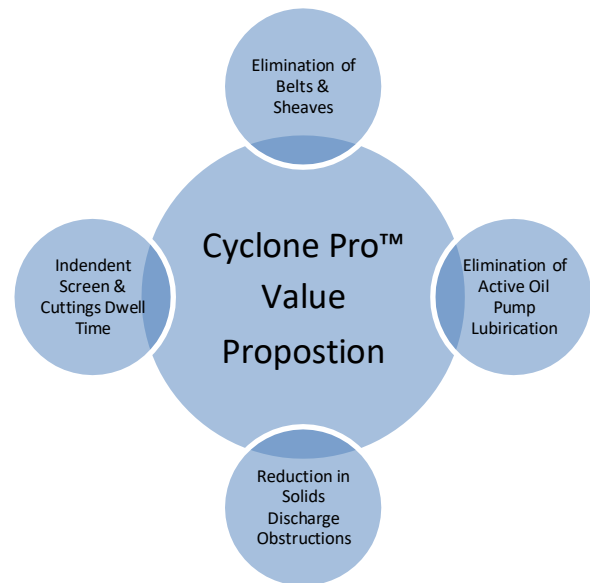 Elimination of
Belts &
Sheaves
Cyclone Pro™
Value
Propostion
Indendent
Screen &
Cuttings Dwell
Time
Elimination of
Active Oil
Pump
Lubirication
Reduction in
Solids
Discharge
Obstructions